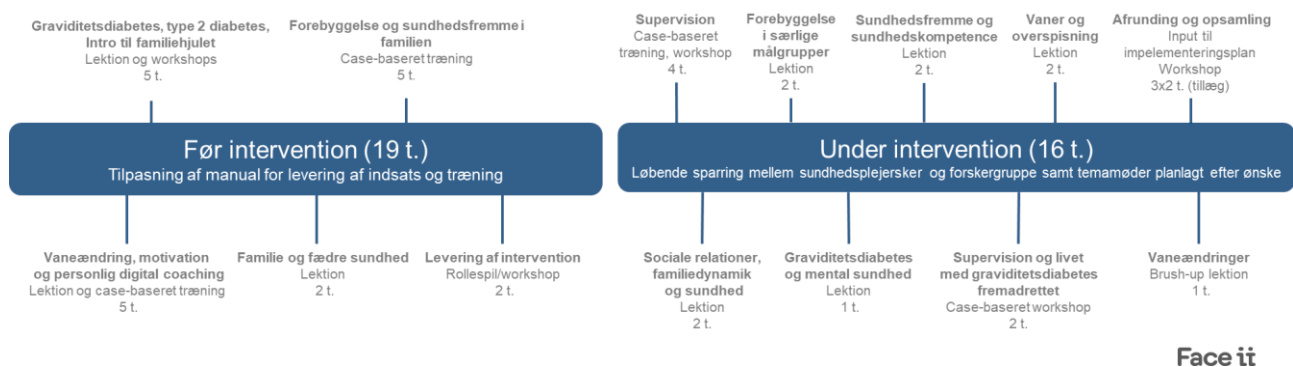 Graviditetsdiabetes, type 2 diabetes,
Intro til familiehjulet
Lektion og workshops
5 t.
Forebyggelse og sundhedsfremme i
familien
Case-baseret træning
5 t.
Før intervention (19 t.)
Tilpasning af manual for levering af indsats og træning
Vaneændring, motivation
og personlig digital coaching
Lektion og case-baseret træning
5 t.
Familie og fædre sundhed
Lektion
2 t.
Levering af intervention
Rollespil/workshop
2 t.
Supervision
Case-baseret
træning, workshop
4 t.
Forebyggelse
i særlige
målgrupper
Lektion
2 t.
Sundhedsfremme og
sundhedskompetence
Lektion
2 t.
Vaner og
overspisning
Lektion
2 t.
Afrunding og opsamling
Input til
impelementeringsplan
Workshop
3x2 t. (tillæg)
Under intervention (16 t.)
Løbende sparring mellem sundhedsplejersker og forskergruppe samt temamøder planlagt efter ønske
Sociale relationer,
familiedynamik
og sundhed
Lektion
2 t.
Graviditetsdiabetes
og mental sundhed
Lektion
1 t.
Supervision og livet
med graviditetsdiabetes
fremadrettet
Case-baseret workshop
2 t.
Vaneændringer
Brush-up lektion
1 t.
Face it